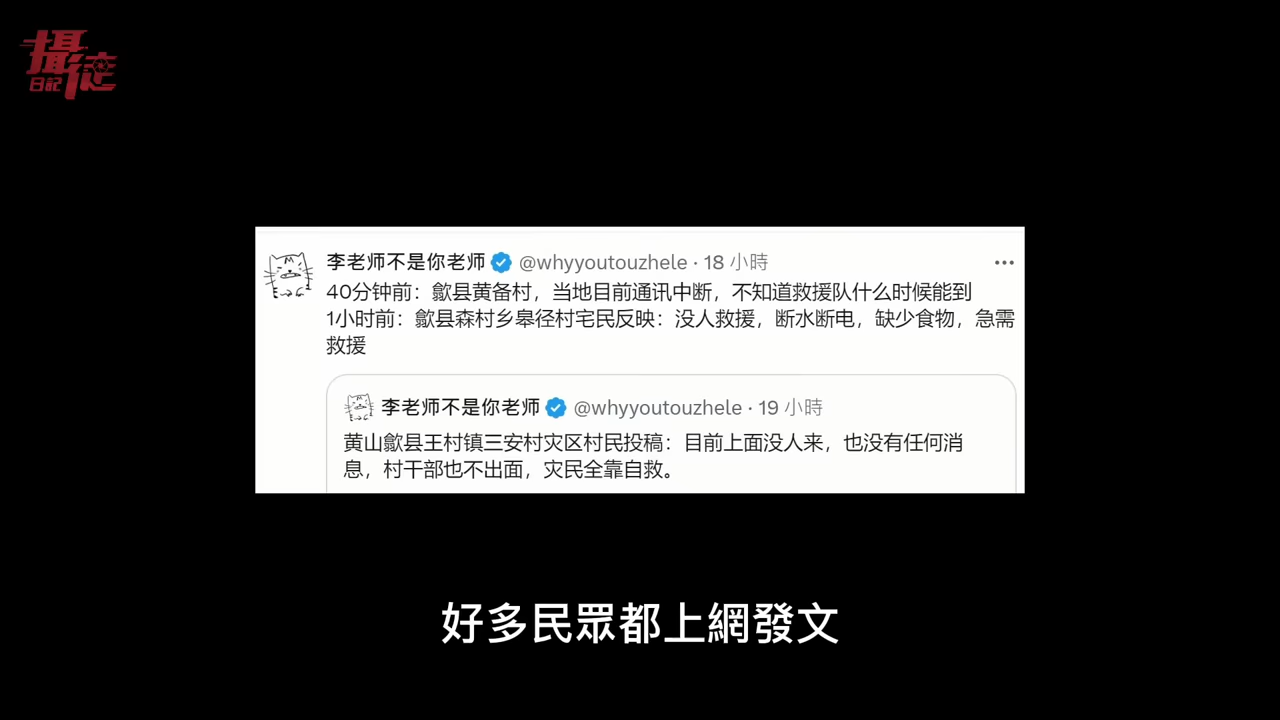 攝徒
日記
李老师不是你老师 @whyyoutouzhele · 18 小時
40分钟前：歙县黄备村，当地目前通讯中断，不知道救援队什么时候能到
1小时前：歙县森村乡皋径村宅民反映：没人救援，断水断电，缺少食物，急需
救援
李老师不是你老师 @whyyoutouzhele · 19 小時
黄山歙县王村镇三安村灾区村民投稿：目前上面没人来，也没有任何消
息，村干部也不出面，灾民全靠自救。
好多民眾都上網發文